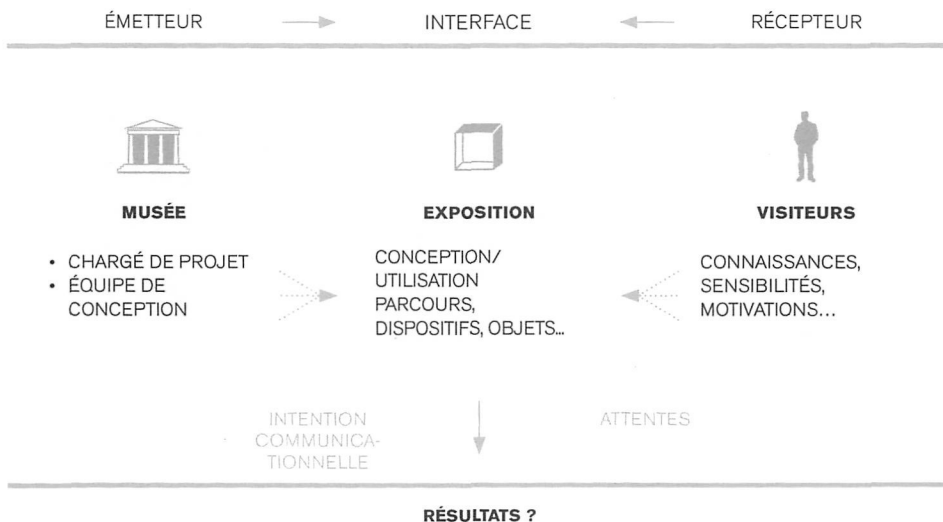 ÉMETTEUR
INTERFACE
RÉCEPTEUR
MUSÉE
• CHARGÉ DE PROJET
• ÉQUIPE DE
CONCEPTION
EXPOSITION
CONCEPTION/
UTILISATION
PARCOURS,
DISPOSITIFS, OBJETS...
VISITEURS
CONNAISSANCES,
SENSIBILITÉS,
MOTIVATIONS...
INTENTION
COMMUNICA-
TIONNELLE
ATTENTES
RÉSULTATS ?